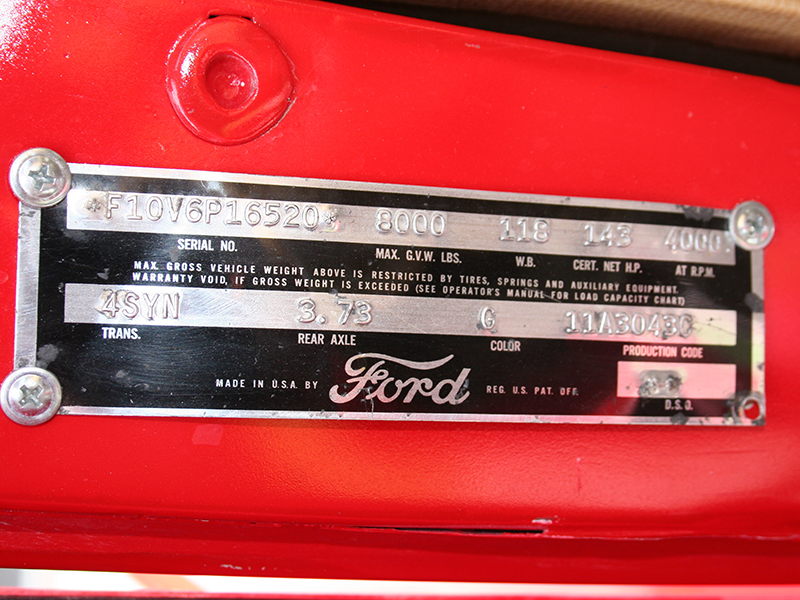 *F10V6P16520* 8000 118 143 4000
SERIAL NO. MAX. G.V.W. LBS. W.B. CERT. NET H.P. AT R.P.M.
MAX. GROSS VEHICLE WEIGHT ABOVE IS RESTRICTED BY TIRES, SPRINGS AND AUXILIARY EQUIPMENT.
WARRANTY VOID, IF GROSS WEIGHT IS EXCEEDED (SEE OPERATOR'S MANUAL FOR LOAD CAPACITY CHART)
4SYN 3.73 G 11A3043C
TRANS. REAR AXLE COLOR PRODUCTION CODE
MADE IN U.S.A. BY Ford REG. U.S. PAT. OFF.
D.S.O.